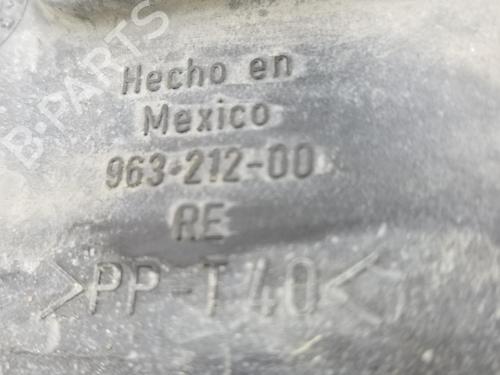 B-PARTS
Hecho en
Mexico
963-212-00
RE
>PP-T40<